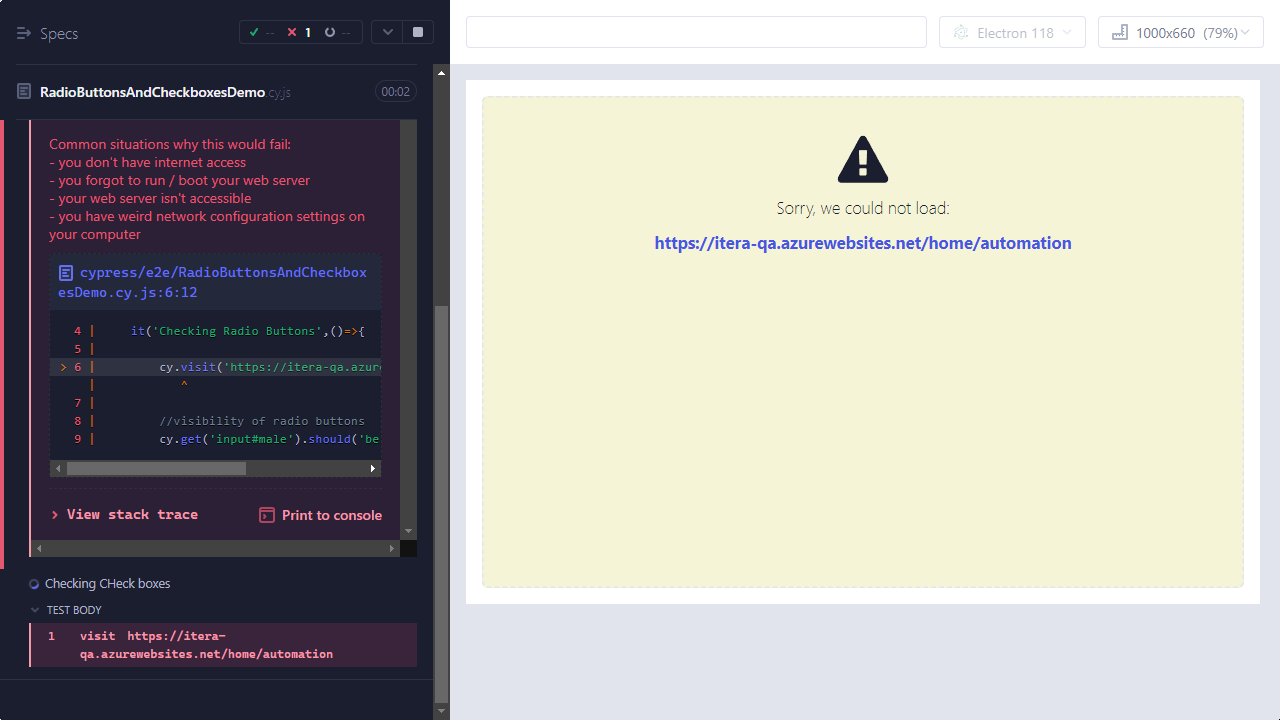 Specs
-- 1 --
Electron 118
1000x660 (79%)
RadioButtonsAndCheckboxesDemo.cy.js 00:02
Common situations why this would fail:
- you don't have internet access
- you forgot to run / boot your web server
- your web server isn't accessible
- you have weird network configuration settings on
your computer
cypress/e2e/RadioButtonsAndCheckbox
esDemo.cy.js:6:12
4 | it('Checking Radio Buttons',()=>{
5 |
> 6 | cy.visit('https://itera-qa.azur
| ^
7 |
8 | //visibility of radio buttons
9 | cy.get('input#male').should('be
> View stack trace
Print to console
Checking CHeck boxes
TEST BODY
1 visit https://itera-
qa.azurewebsites.net/home/automation
Sorry, we could not load:
https://itera-qa.azurewebsites.net/home/automation